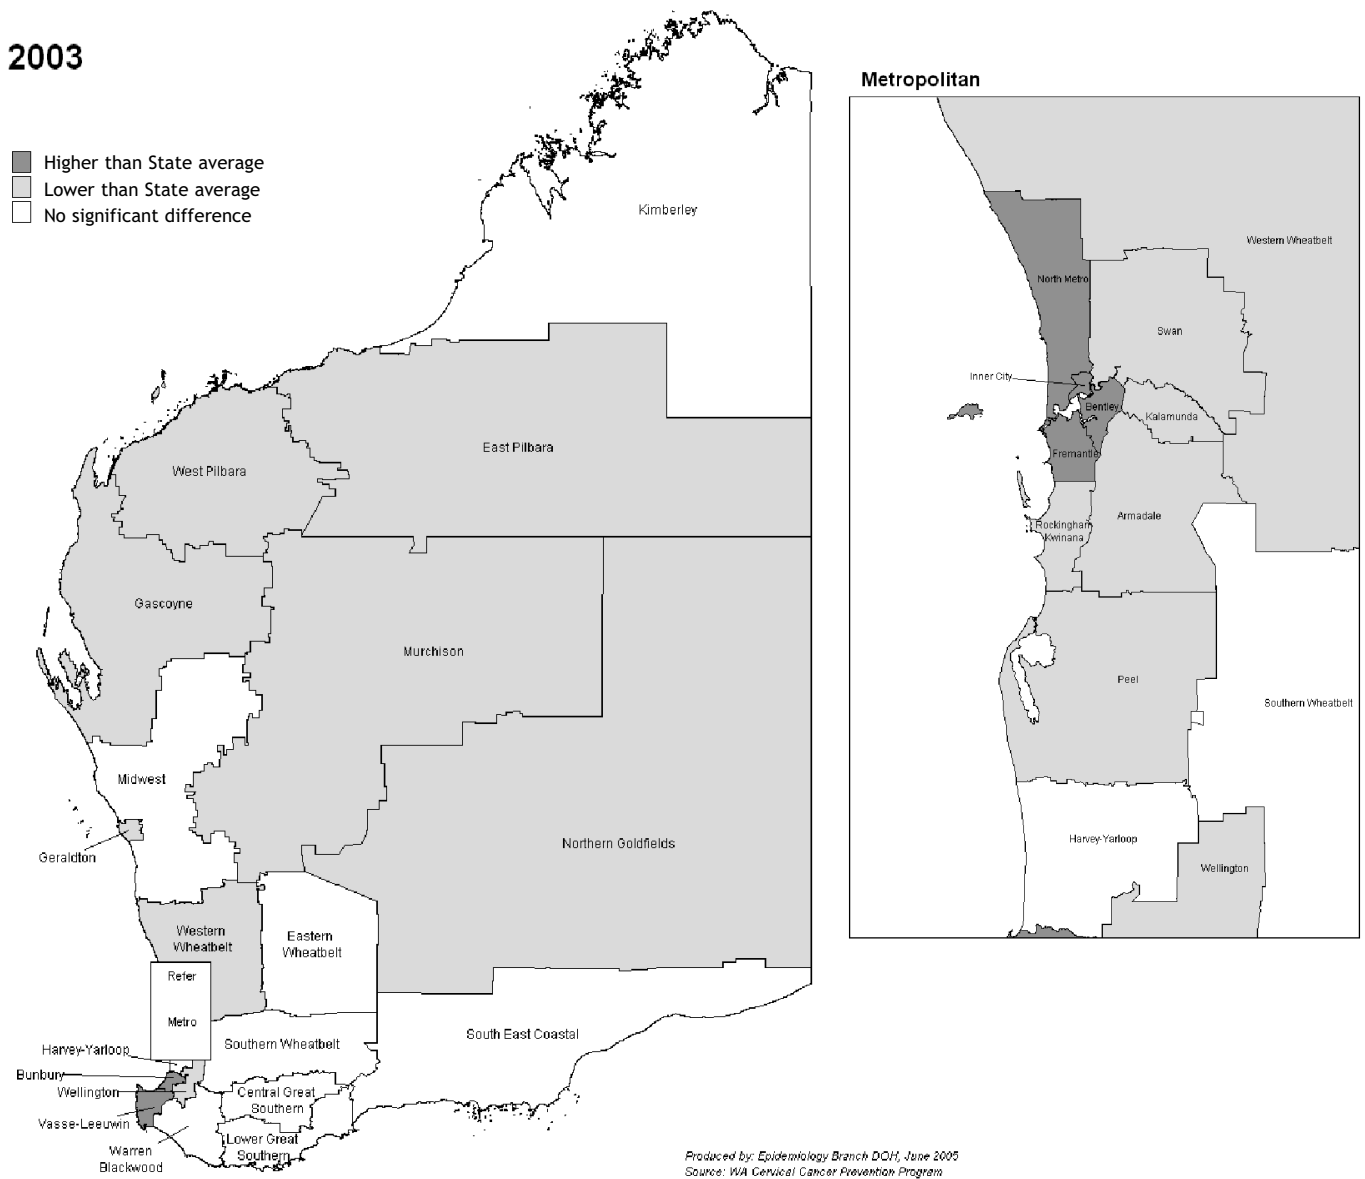 2003
Higher than State average
Lower than State average
No significant difference
Kimberley
East Pilbara
West Pilbara
Gascoyne
Murchison
Midwest
Geraldton
Northern Goldfields
Western
Wheatbelt
Eastern
Wheatbelt
Refer
Metro
South East Coastal
Southern Wheatbelt
Harvey-Yarloop
Bunbury
Wellington
Vasse-Leeuwin
Warren
Blackwood
Central Great
Southern
Lower Great
Southern
Metropolitan
Western Wheatbelt
North Metro
Swan
Inner City
Bentley
Kalamunda
Fremantle
Armadale
Rockingham
Kwinana
Peel
Southern Wheatbelt
Harvey-Yarloop
Wellington
Produced by: Epidemiology Branch DOH, June 2005
Source: WA Cervical Cancer Prevention Program